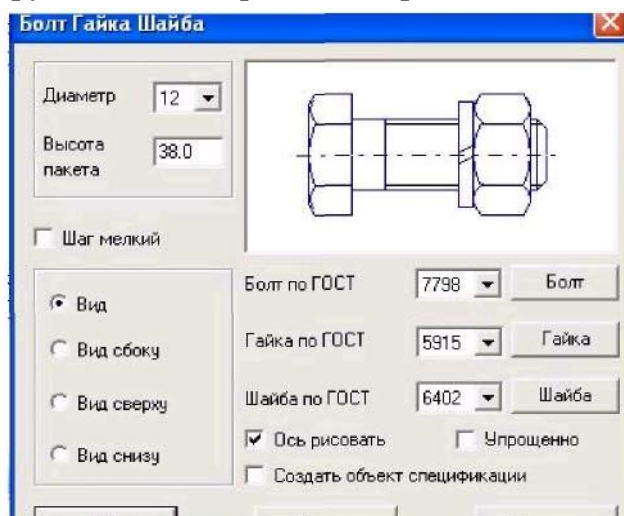 Болт Гайка Шайба
Диаметр 12
Высота пакета 38.0
Шаг мелкий
Вид
Вид сбоку
Вид сверху
Вид снизу
Болт по ГОСТ 7798 Болт
Гайка по ГОСТ 5915 Гайка
Шайба по ГОСТ 6402 Шайба
Ось рисовать Упрощенно
Создать объект спецификации